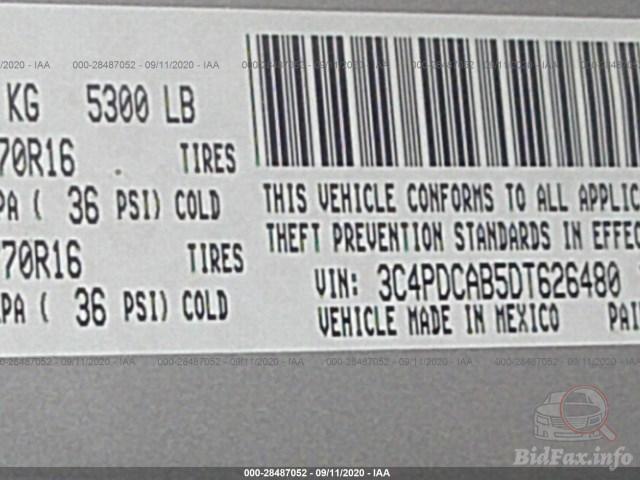 000-28487052 - 09/11/2020 - IAA
KG 5300 LB
70R16 . TIRES
PA ( 36 PSI) COLD
70R16 TIRES
PA ( 36 PSI) COLD
THIS VEHICLE CONFORMS TO ALL APPLIC
THEFT PREVENTION STANDARDS IN EFFEC
VIN: 3C4PDCAB5DT626480
VEHICLE MADE IN MEXICO PAI
BidFax.info
000-28487052 - 09/11/2020 - IAA